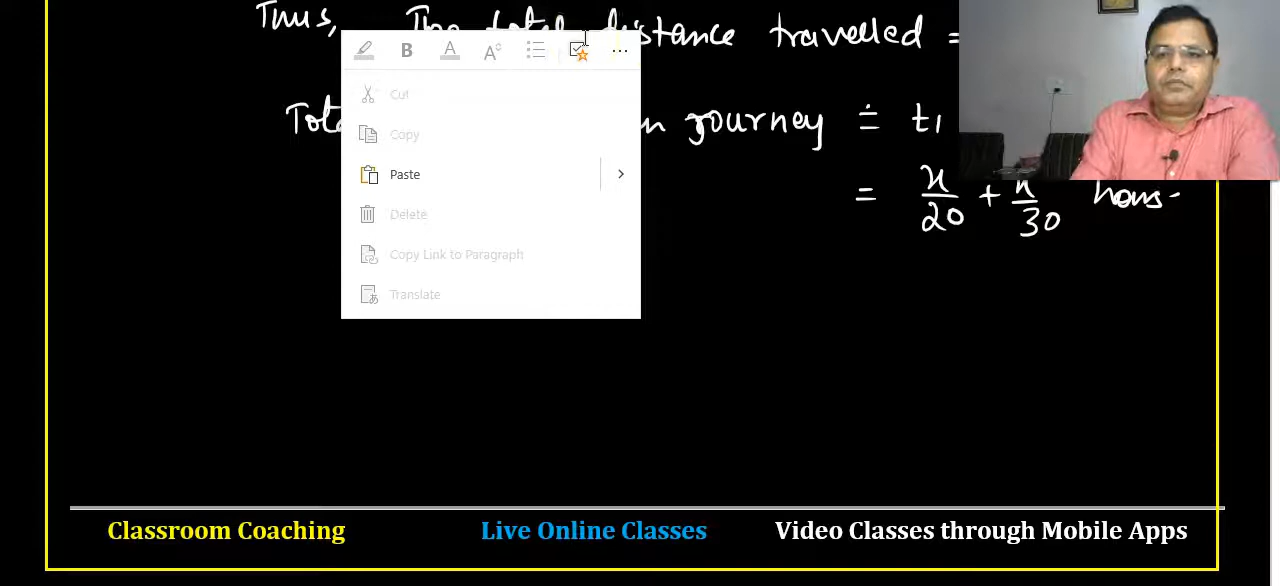 Thus, The total distance travelled =
B A A ...
Cut
Copy
Paste
Delete
Copy Link to Paragraph
Translate
journey = t1
= x/20 + x/30 hours.
Classroom Coaching Live Online Classes Video Classes through Mobile Apps